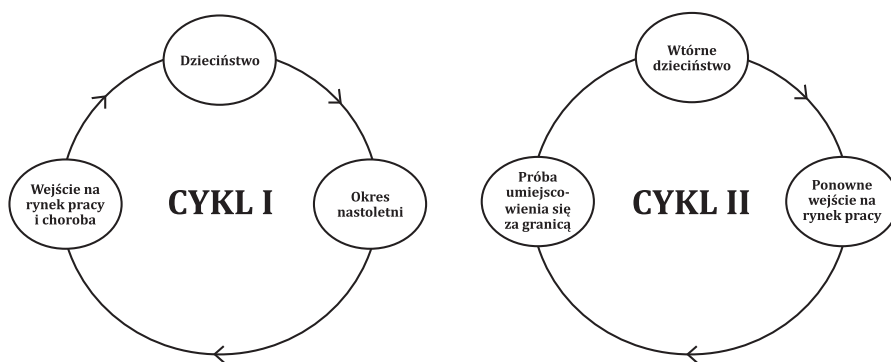 Dzieciństwo
Wejście na
rynek pracy
i choroba
CYKL I
Okres
nastoletni
Wtórne
dzieciństwo
Próba
umiejsco-
wienia się
za granicą
CYKL II
Ponowne
wejście na
rynek pracy